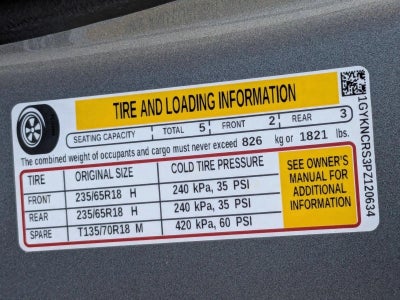 TIRE AND LOADING INFORMATION
SEATING CAPACITY TOTAL 5 FRONT 2 REAR 3
The combined weight of occupants and cargo must never exceed 826 kg or 1821 lbs.
TIRE ORIGINAL SIZE COLD TIRE PRESSURE
FRONT 235/65R18 H 240 kPa, 35 PSI
REAR 235/65R18 H 240 kPa, 35 PSI
SPARE T135/70R18 M 420 kPa, 60 PSI
SEE OWNER'S
MANUAL FOR
ADDITIONAL
INFORMATION
1GYKNCRS3PZ120634